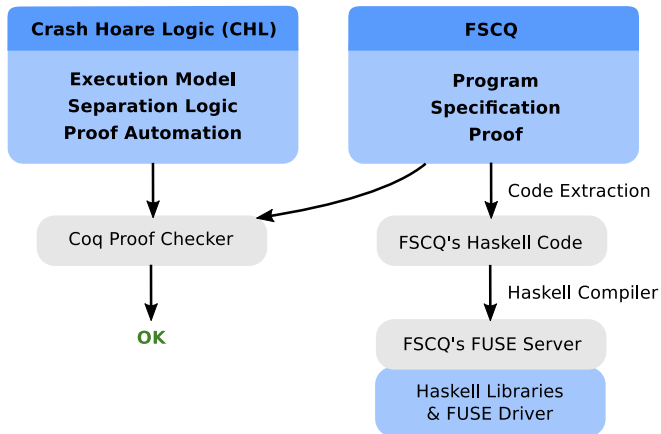 Crash Hoare Logic (CHL)
Execution Model
Separation Logic
Proof Automation
FSCQ
Program
Specification
Proof
Code Extraction
Coq Proof Checker
FSCQ's Haskell Code
Haskell Compiler
OK
FSCQ's FUSE Server
Haskell Libraries
& FUSE Driver